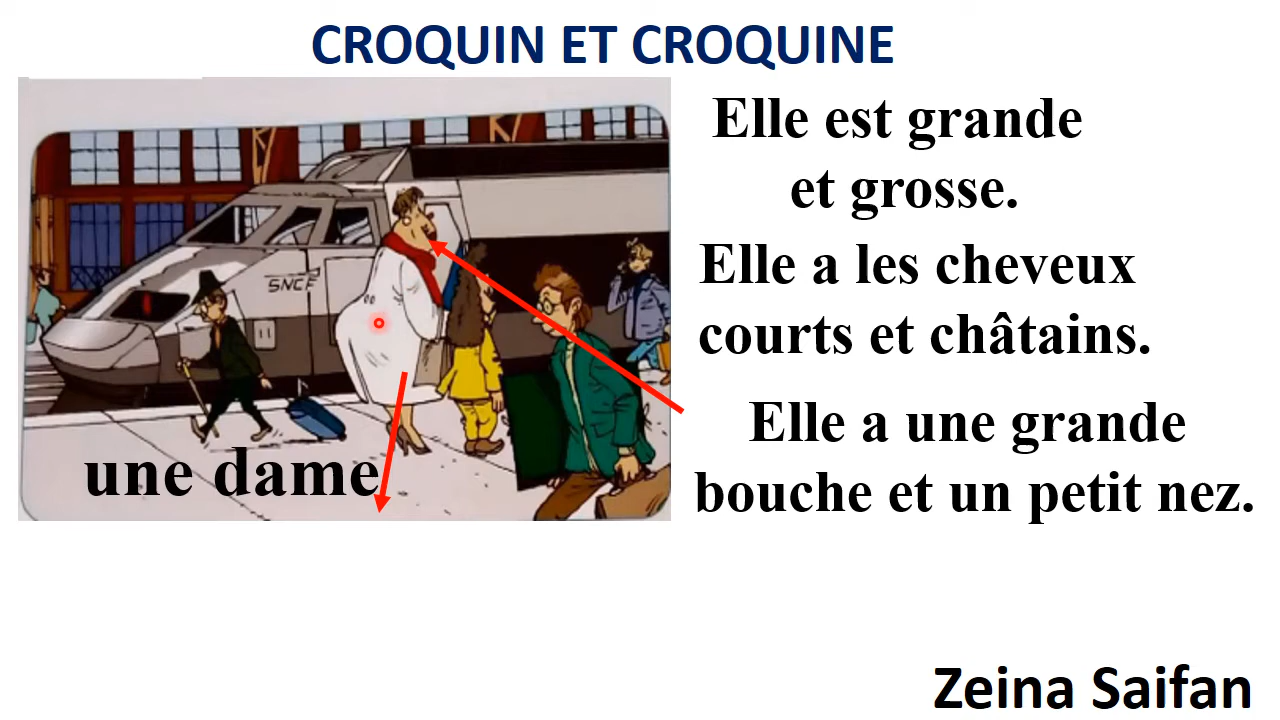 CROQUIN ET CROQUINE
Elle est grande
et grosse.
Elle a les cheveux
courts et châtains.
Elle a une grande
bouche et un petit nez.
SNCF
une dame
Zeina Saifan